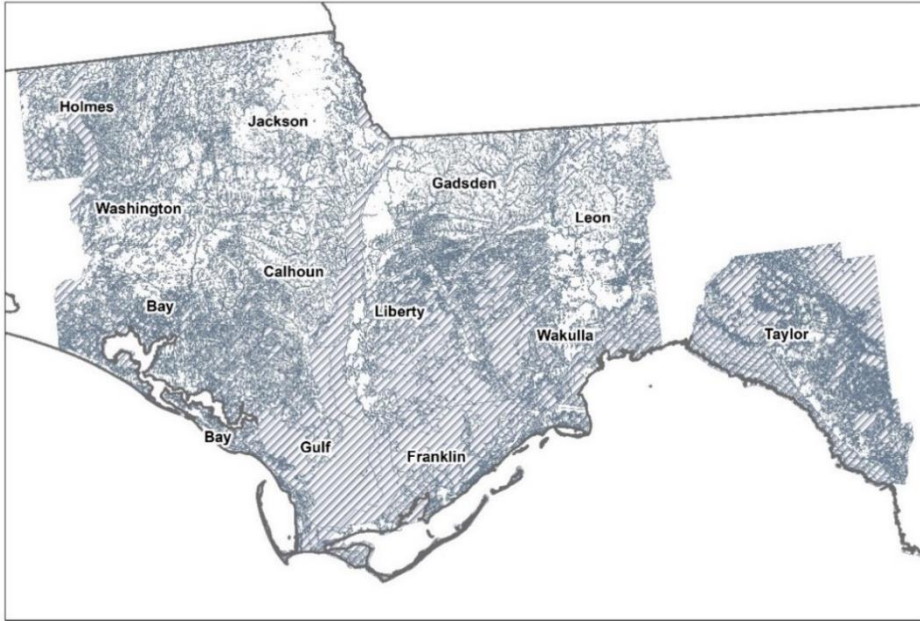 Holmes
Jackson
Gadsden
Washington
Leon
Calhoun
Bay
Liberty
Wakulla
Taylor
Bay
Gulf
Franklin